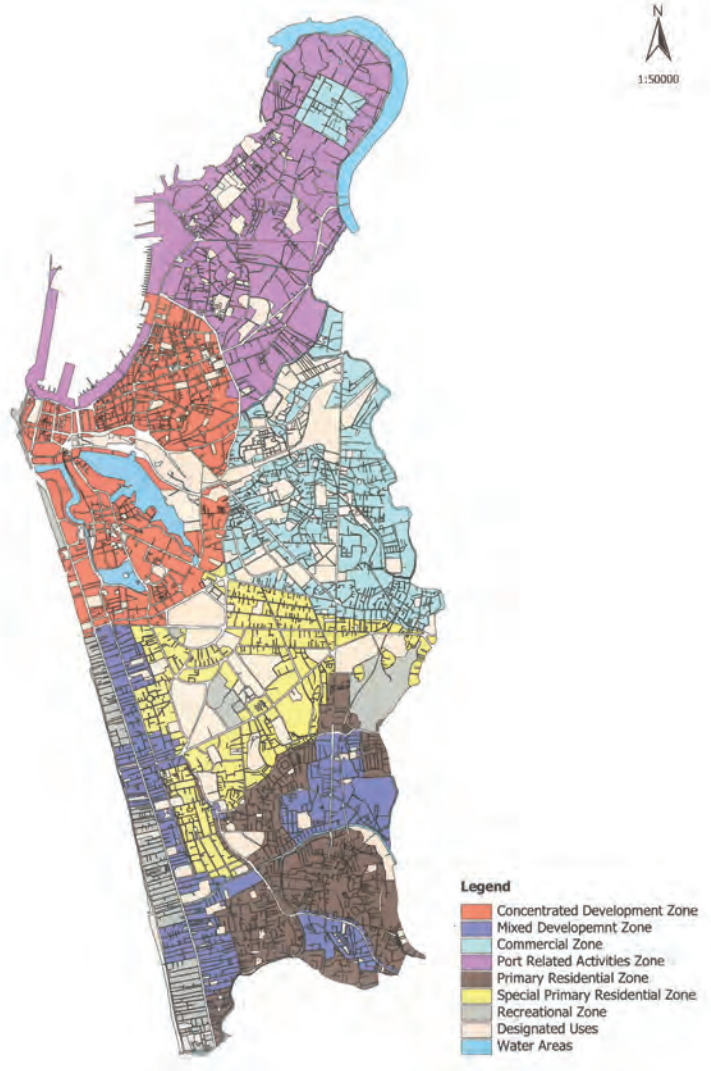 N
1:50000
Legend
Concentrated Development Zone
Mixed Developemnt Zone
Commercial Zone
Port Related Activities Zone
Primary Residential Zone
Special Primary Residential Zone
Recreational Zone
Designated Uses
Water Areas